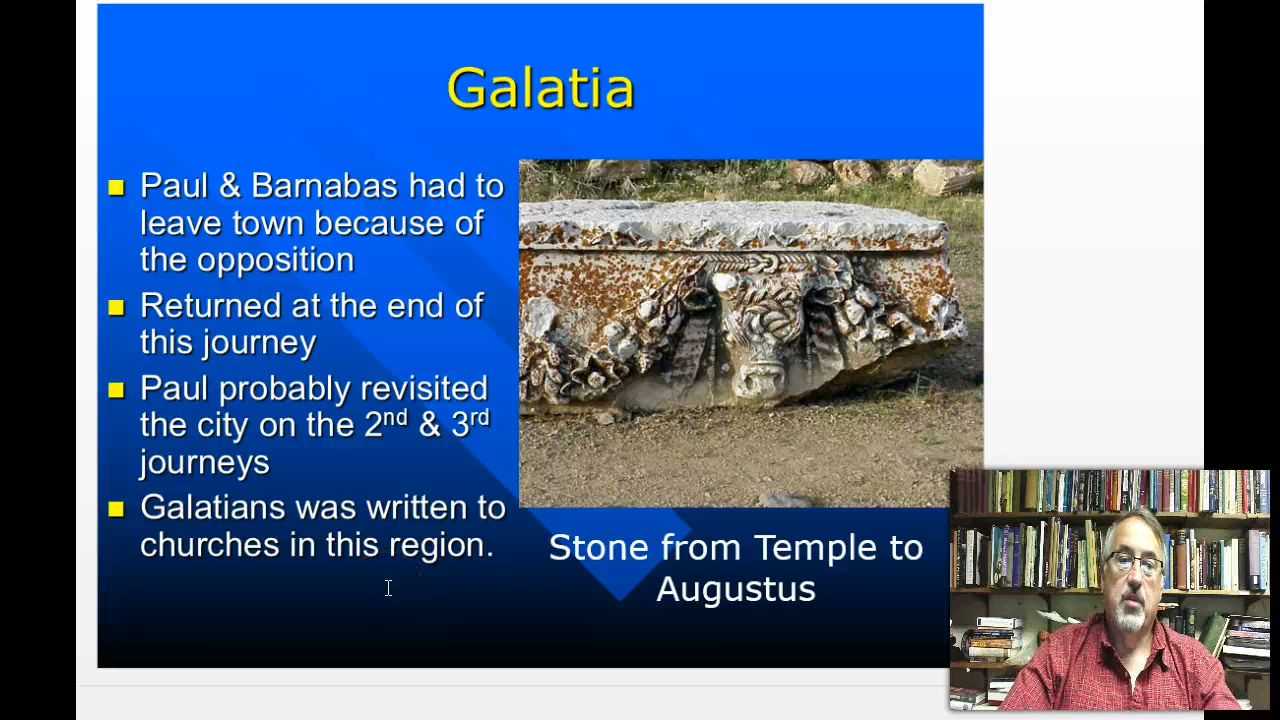 Galatia
Paul & Barnabas had to
leave town because of
the opposition
Returned at the end of
this journey
Paul probably revisited
the city on the 2nd & 3rd
journeys
Galatians was written to
churches in this region.
Stone from Temple to
Augustus